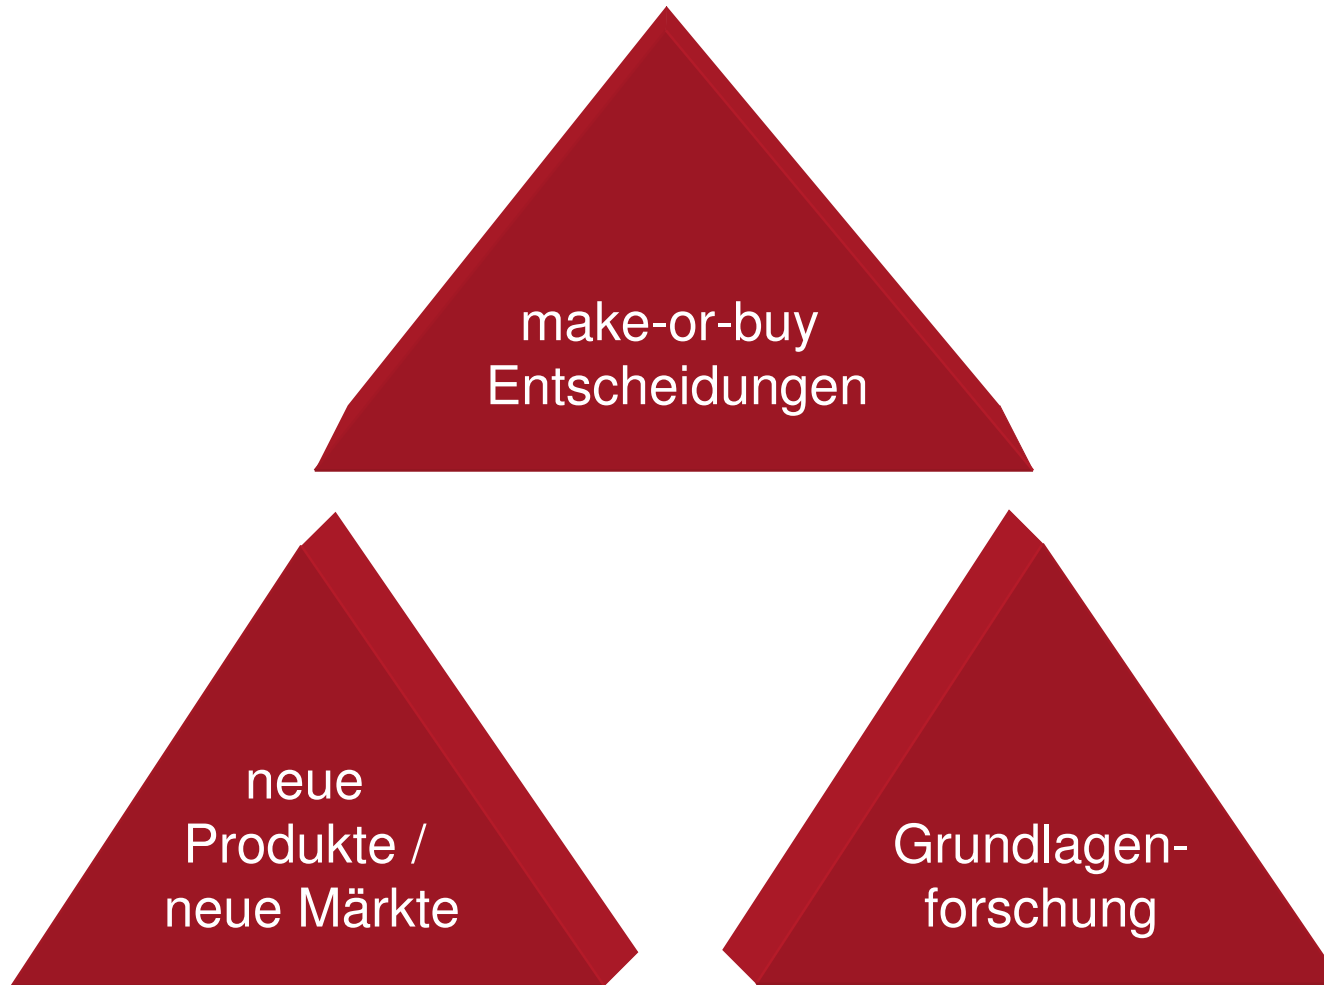 make-or-buy
Entscheidungen
neue
Produkte /
neue Märkte
Grundlagen-
forschung